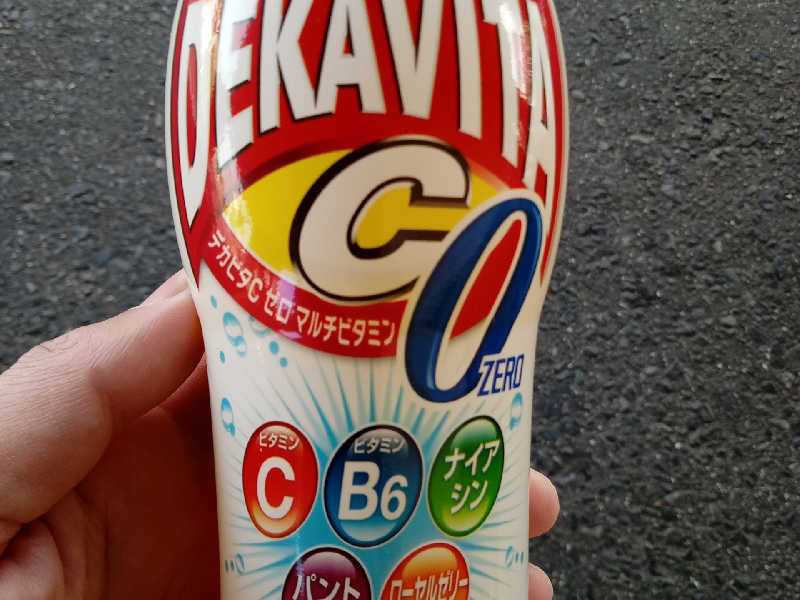 DEKAVITA
C
0
ZERO
デカビタC ゼロ マルチビタミン
ビタミン
C
ビタミン
B6
ナイア
シン
パント
ローヤルゼリー